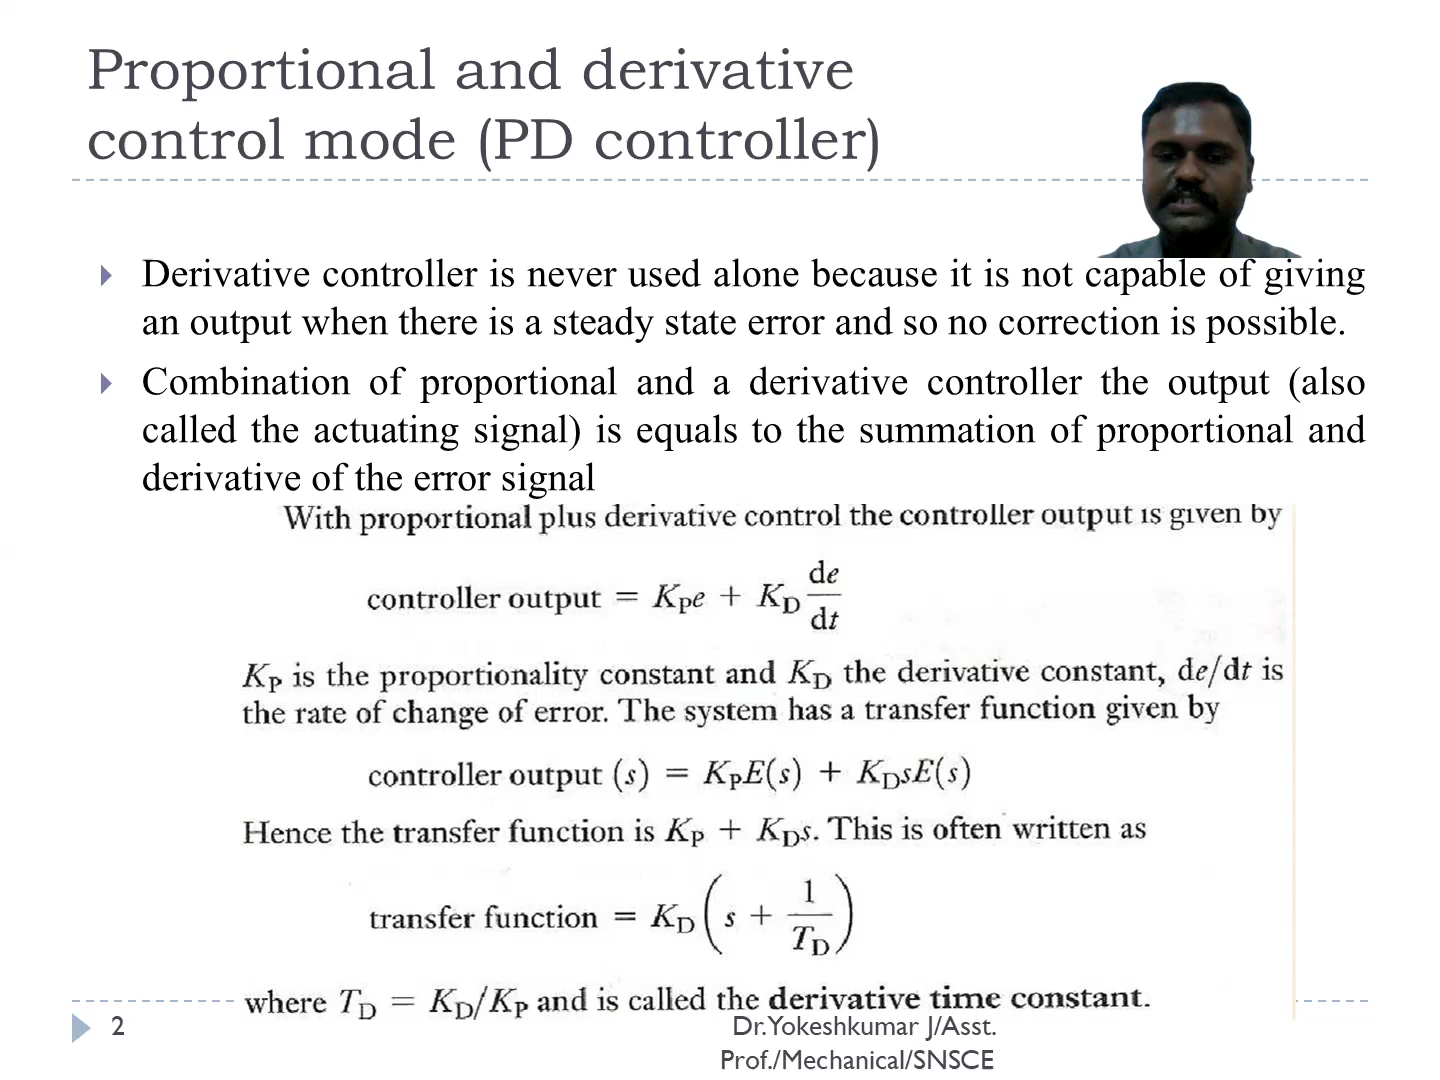 Proportional and derivative
control mode (PD controller)
Derivative controller is never used alone because it is not capable of giving
an output when there is a steady state error and so no correction is possible.
Combination of proportional and a derivative controller the output (also
called the actuating signal) is equals to the summation of proportional and
derivative of the error signal
With proportional plus derivative control the controller output is given by
controller output = K_P e + K_D de/dt
K_P is the proportionality constant and K_D the derivative constant, de/dt is
the rate of change of error. The system has a transfer function given by
controller output (s) = K_P E(s) + K_D sE(s)
Hence the transfer function is K_P + K_D s. This is often written as
transfer function = K_D (s + 1/T_D)
where T_D = K_D/K_P and is called the derivative time constant.
2
Dr.Yokeshkumar J/Asst.
Prof./Mechanical/SNSCE